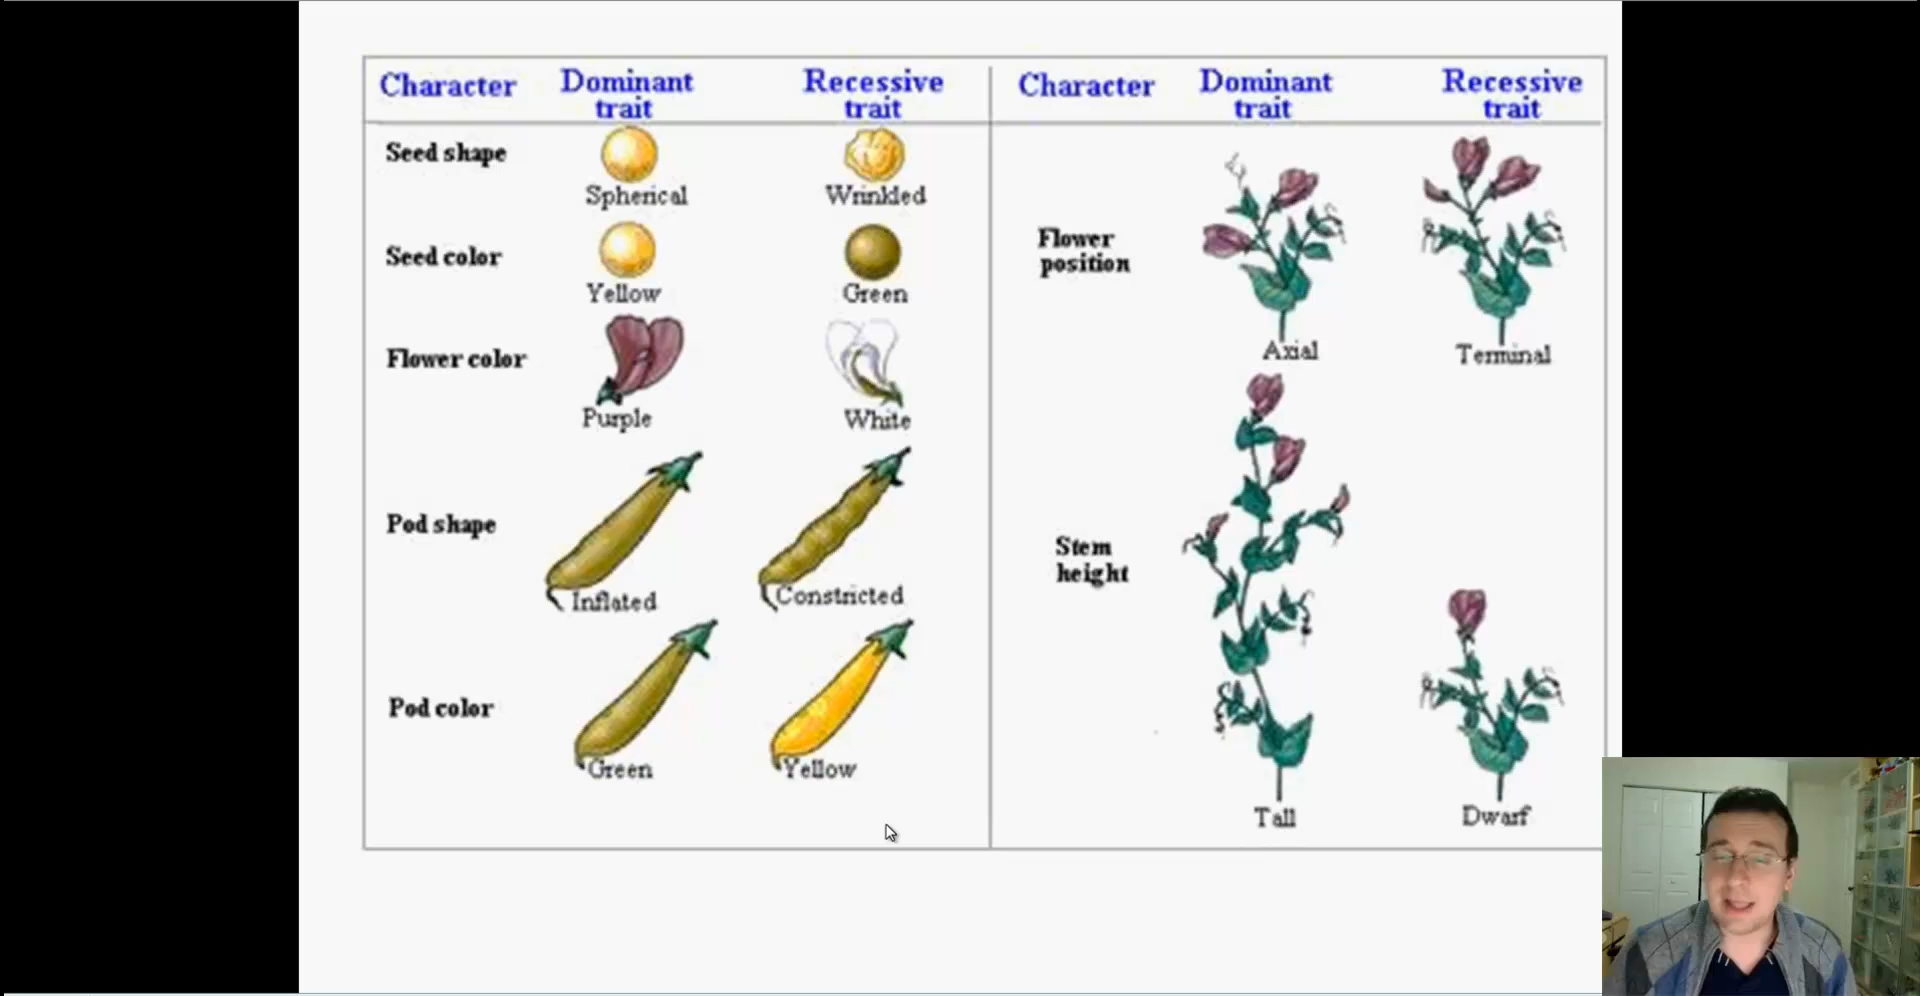 Character Dominant trait Recessive trait
Seed shape
Spherical Wrinkled
Seed color
Yellow Green
Flower color
Purple White
Pod shape
Inflated Constricted
Pod color
Green Yellow
Character Dominant trait Recessive trait
Flower
position
Axial Terminal
Stem
height
Tall Dwarf